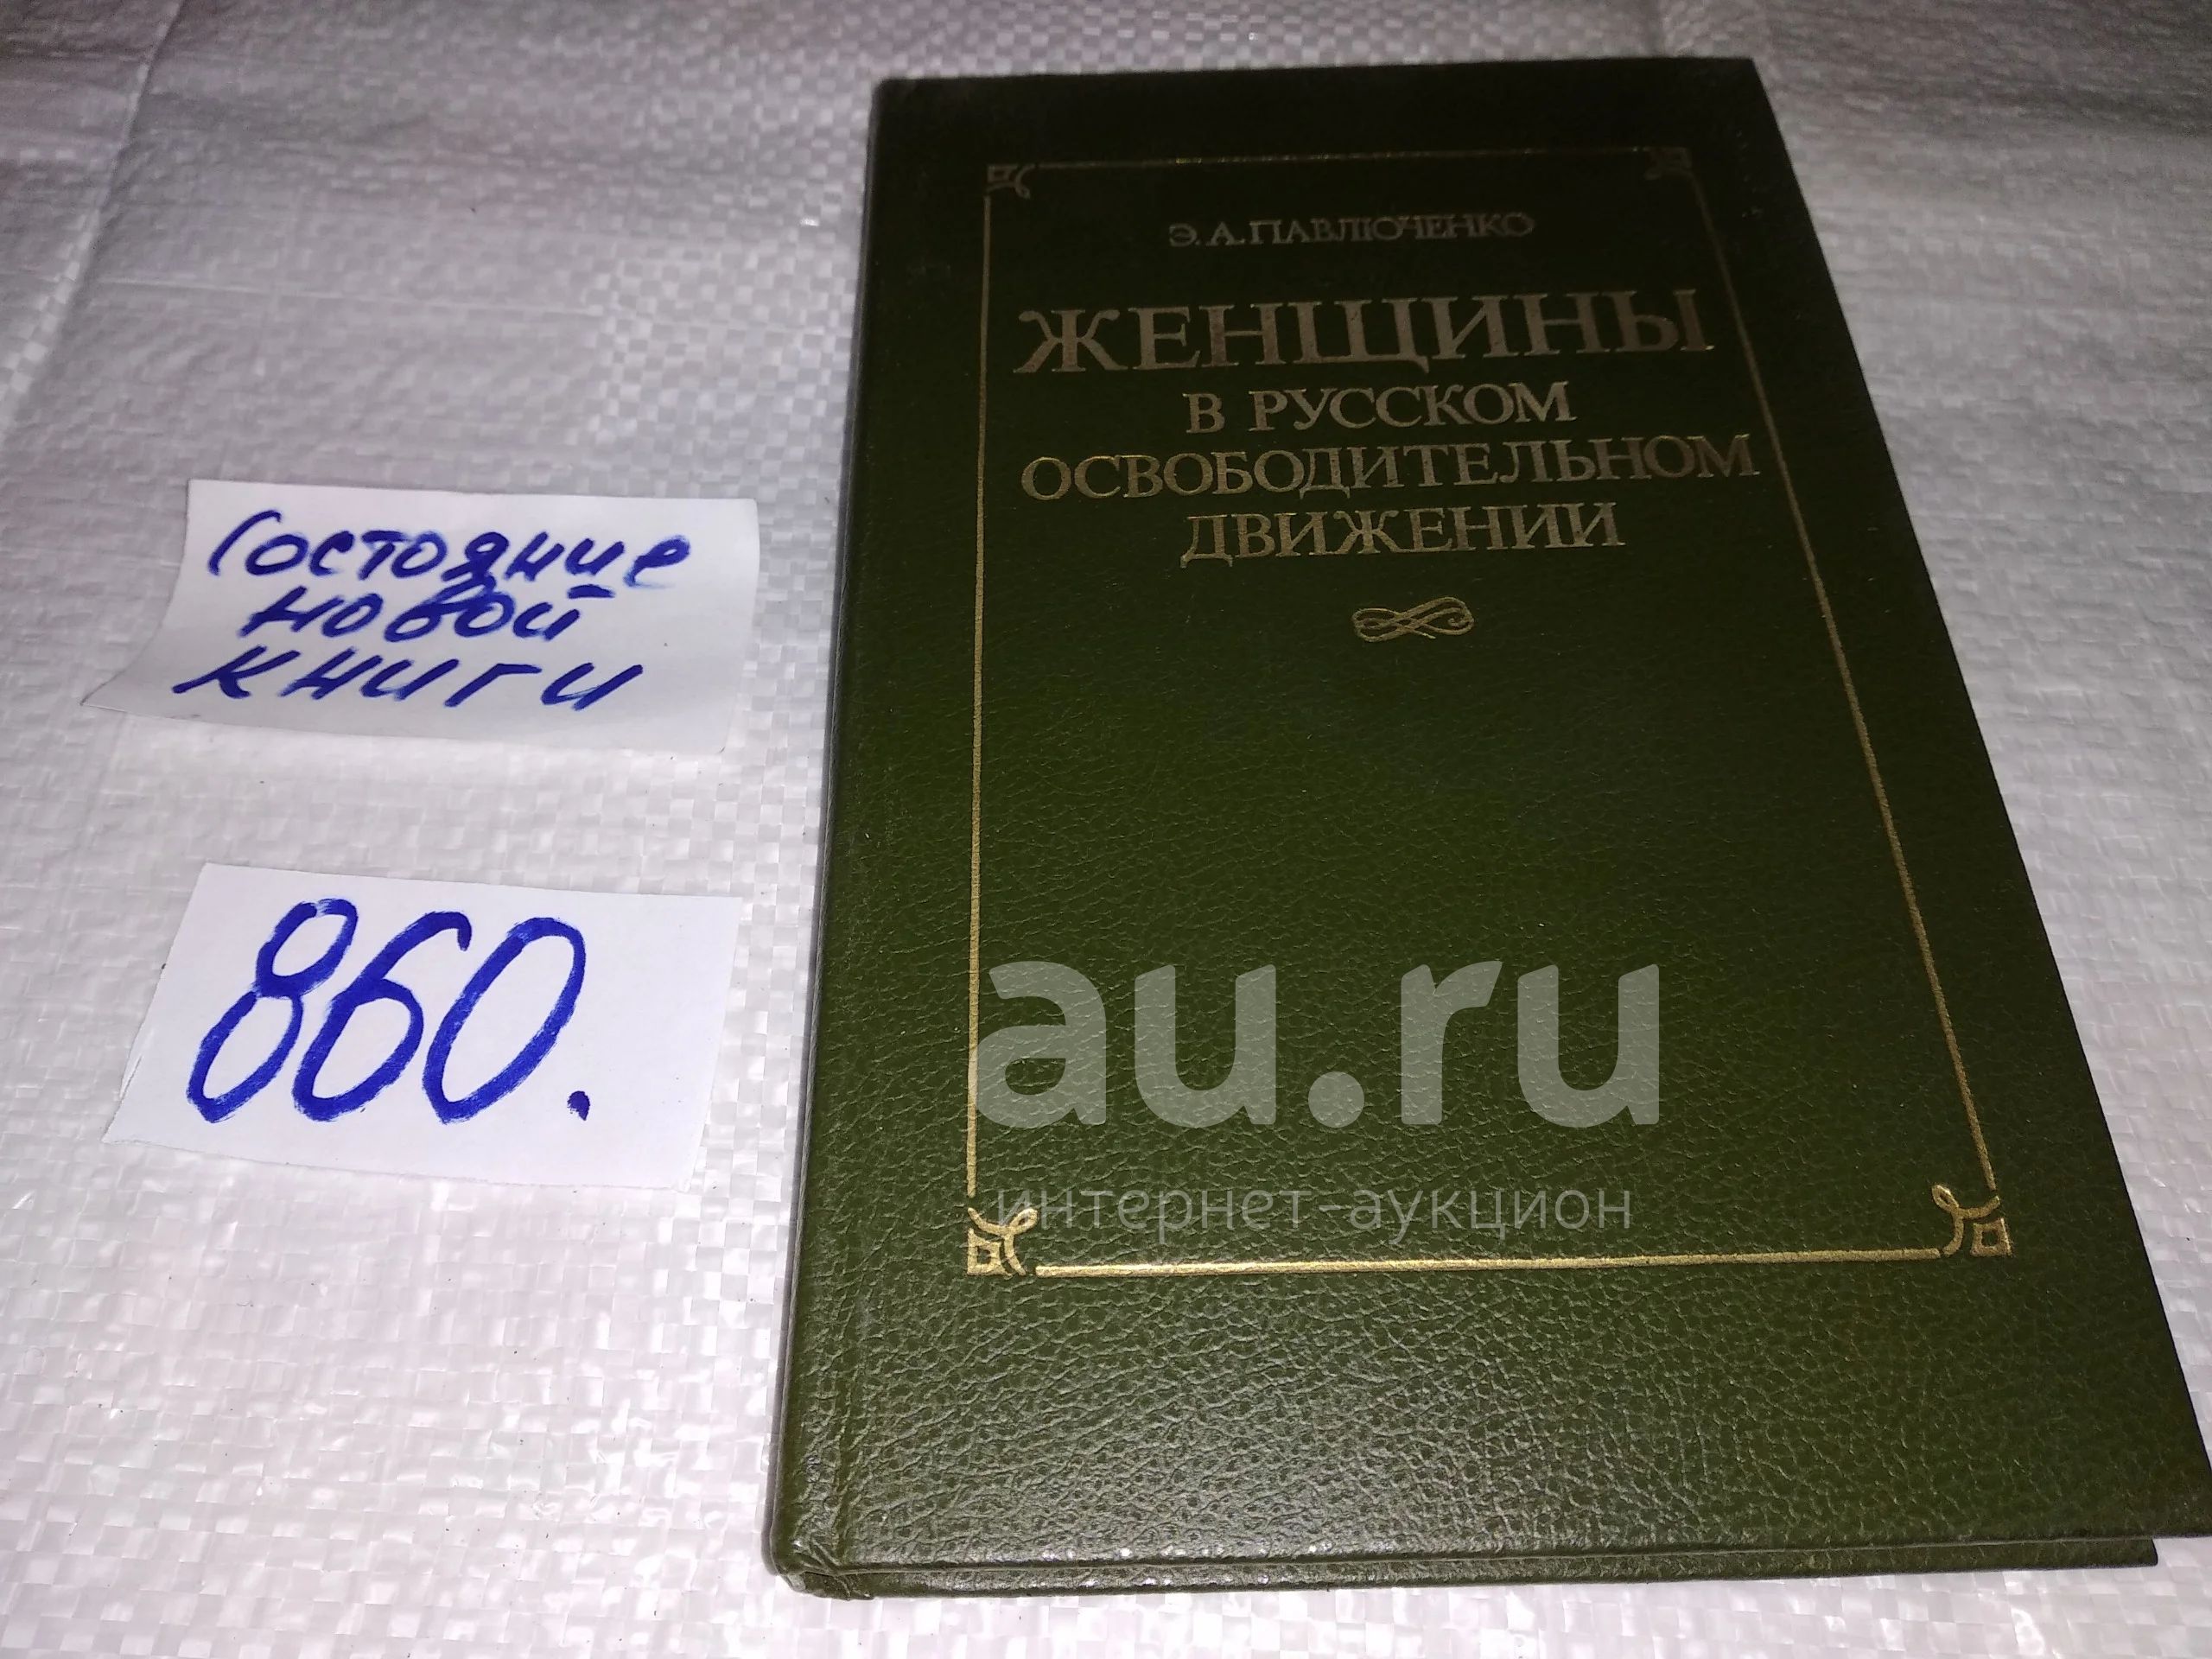 Э. А. ПАВЛЮЧЕНКО
ЖЕНЩИНЫ
В РУССКОМ
ОСВОБОДИТЕЛЬНОМ
ДВИЖЕНИИ
Состояние
новой
книги
860.
au.ru
интернет-аукцион